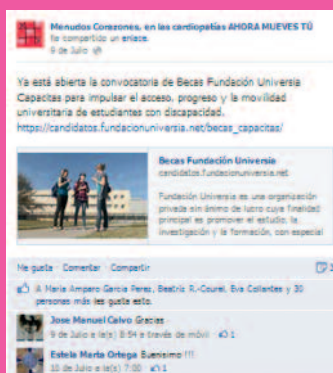 Menudos Corazones, en las cardiopatías AHORA MUEVES TÚ
ha compartido un enlace.
9 de Julio
Ya está abierta la convocatoria de Becas Fundación Universia
Capacitas para impulsar el acceso, progreso y la movilidad
universitaria de estudiantes con discapacidad.
https://candidatos.fundacionuniversia.net/becas_capacitas/
Becas Fundación Universia
candidatos.fundacionuniversia.net
Fundación Universia es una organización
privada sin ánimo de lucro cuya finalidad
principal es promover el estudio, la
investigación y la formación, con especial
Me gusta · Comentar · Compartir
A Maria Amparo Garcia Perez, Beatriz R.-Courel, Eva Collantes y 30
personas más les gusta esto.
Jose Manuel Calvo Gracias
9 de Julio a la(s) 8:54 a través de móvil · 1
Estela Marta Ortega Buenisimo !!!
10 de Julio a la(s) 7:00 · 1